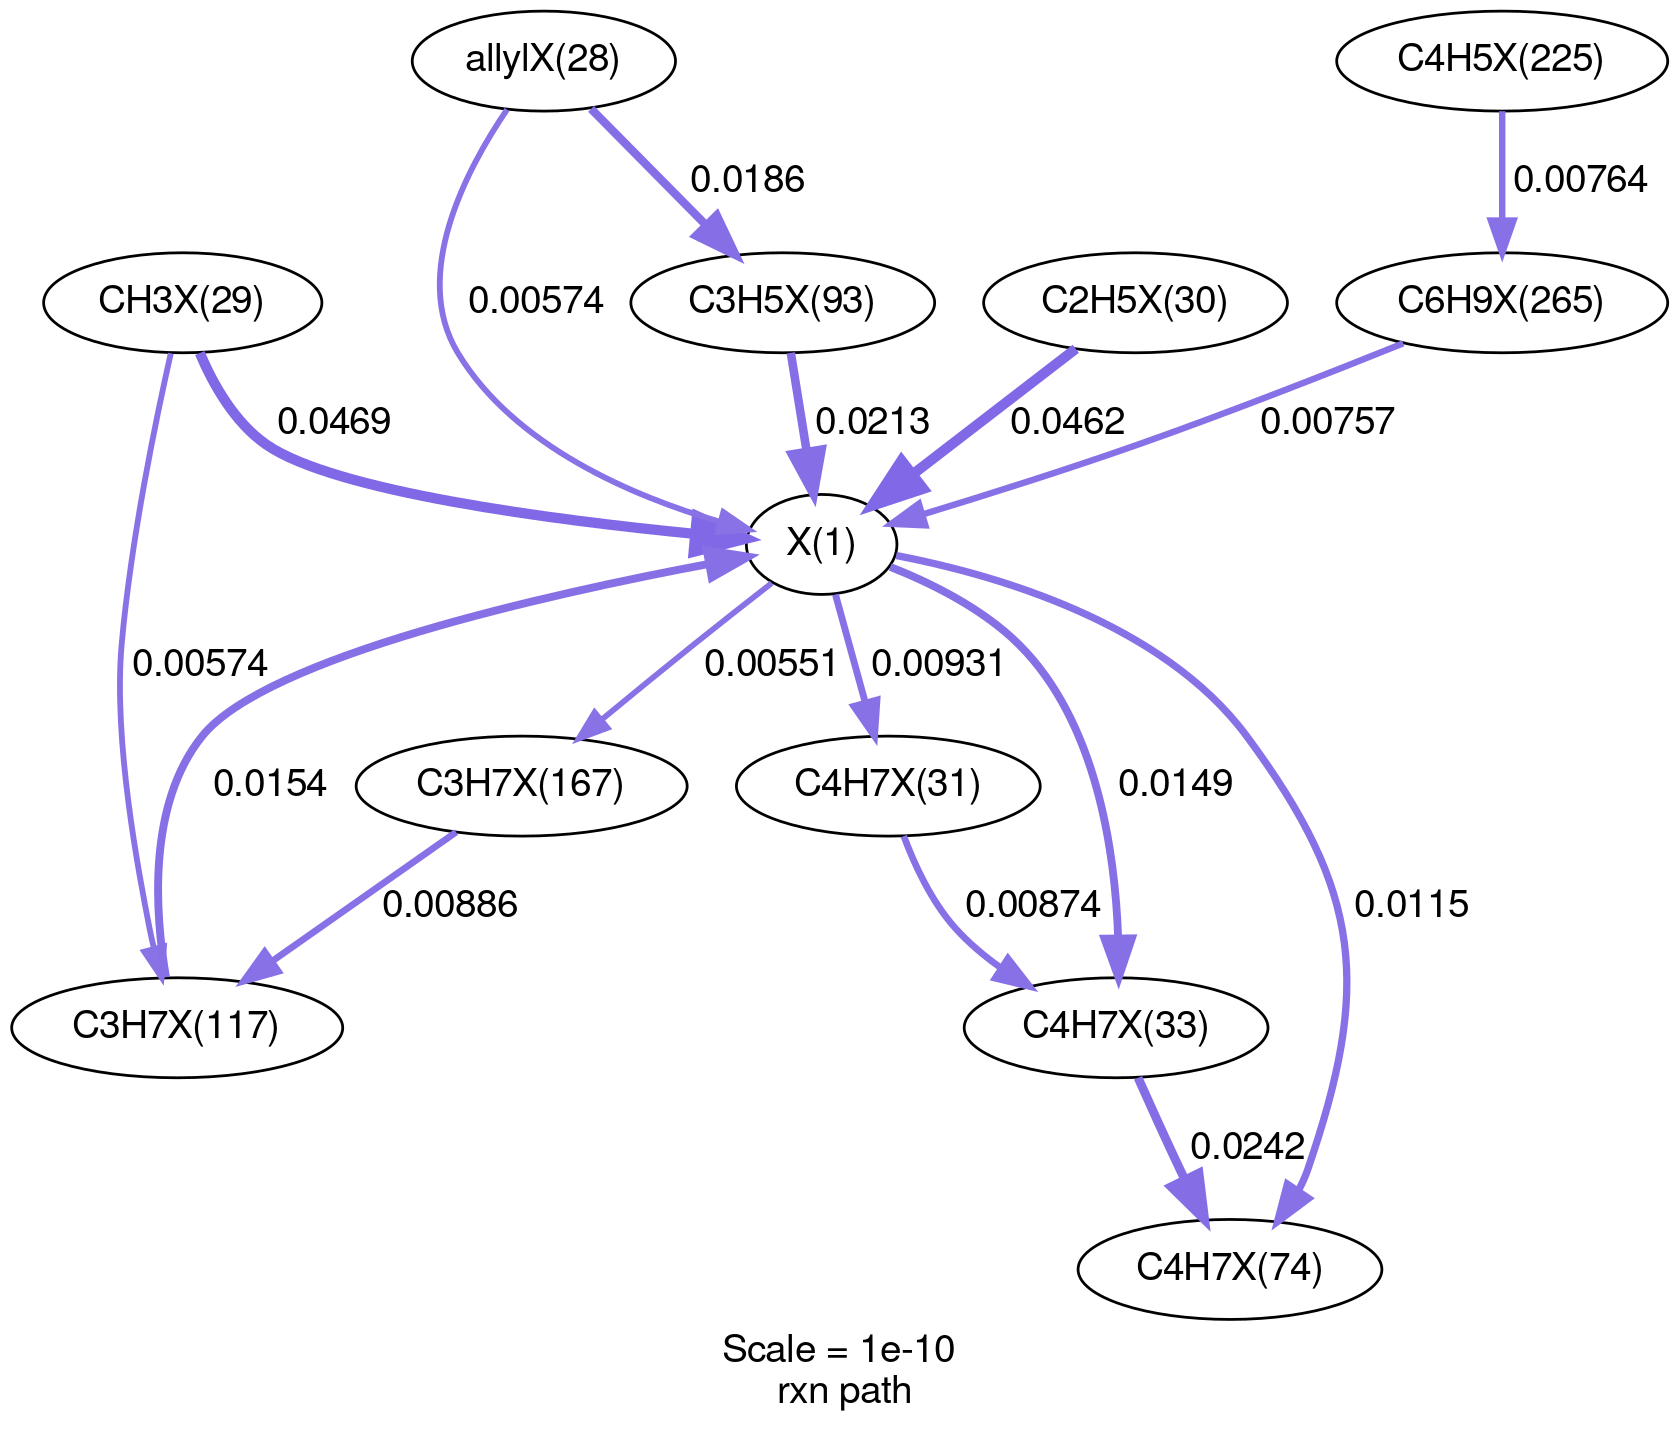 allylX(28)
C4H5X(225)
0.0186
0.00764
CH3X(29)
0.00574
C3H5X(93)
C2H5X(30)
C6H9X(265)
0.0469
0.0213
0.0462
0.00757
X(1)
0.00574
0.00551
0.00931
0.0154
C3H7X(167)
C4H7X(31)
0.0149
0.00886
0.00874
0.0115
C3H7X(117)
C4H7X(33)
0.0242
C4H7X(74)
Scale = 1e-10
rxn path